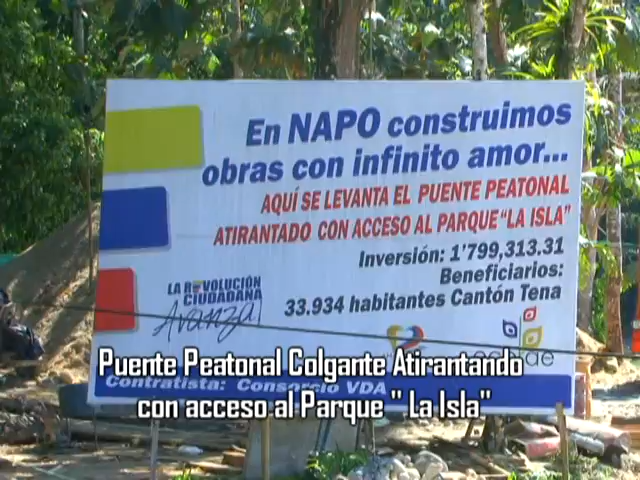 En NAPO construimos
obras con infinito amor...
AQUÍ SE LEVANTA EL PUENTE PEATONAL
ATIRANTADO CON ACCESO AL PARQUE "LA ISLA"
Inversión: 1'799,313.31
Beneficiarios:
33.934 habitantes Cantón Tena
LA REVOLUCIÓN
CIUDADANA
Avanza!
Contratista: Consorcio VDA
Puente Peatonal Colgante Atirantando
con acceso al Parque " La Isla"